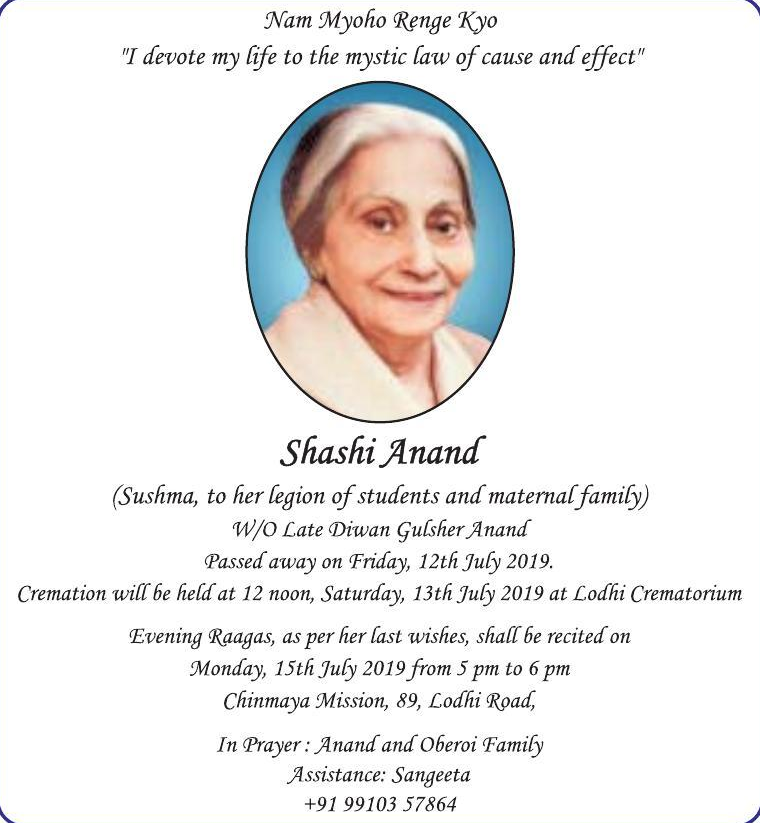 Nam Myoho Renge Kyo
"I devote my life to the mystic law of cause and effect"
Shashi Anand
(Sushma, to her legion of students and maternal family)
W/O Late Diwan Gulsher Anand
Passed away on Friday, 12th July 2019.
Cremation will be held at 12 noon, Saturday, 13th July 2019 at Lodhi Crematorium
Evening Raagas, as per her last wishes, shall be recited on
Monday, 15th July 2019 from 5 pm to 6 pm
Chinmaya Mission, 89, Lodhi Road,
In Prayer : Anand and Oberoi Family
Assistance: Sangeeta
+91 99103 57864